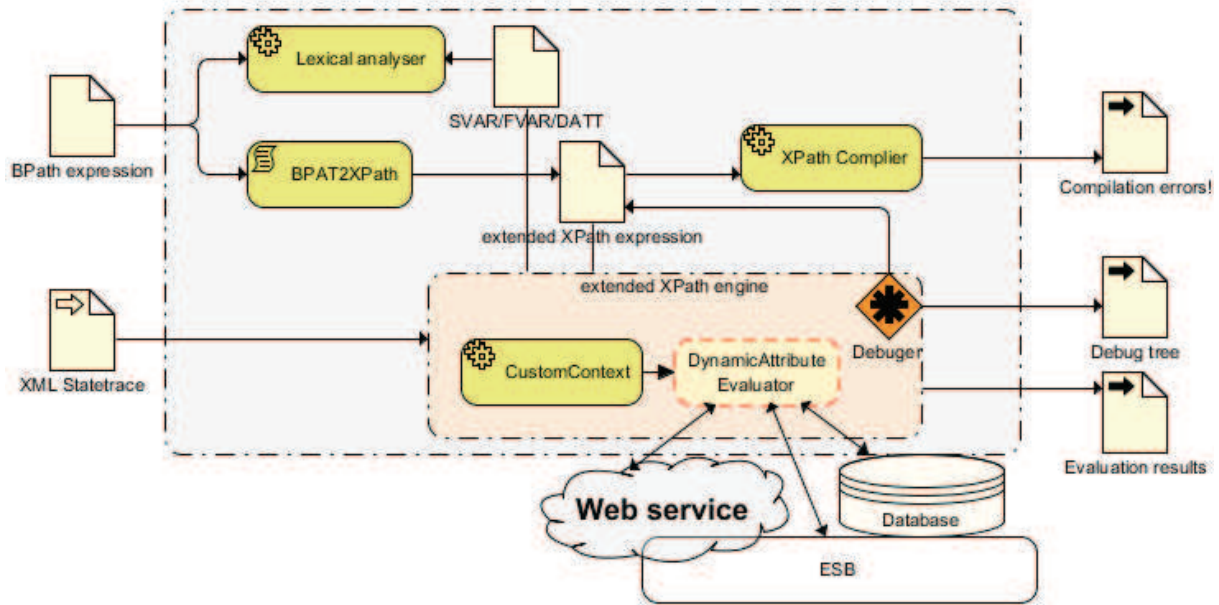 Lexical analyser
SVAR/FVAR/DATT
BPath expression
BPAT2XPath
XPath Complier
Compilation errors!
extended XPath expression
extended XPath engine
XML Statetrace
CustomContext
DynamicAttribute
Evaluator
Debuger
Debug tree
Evaluation results
Web service
Database
ESB